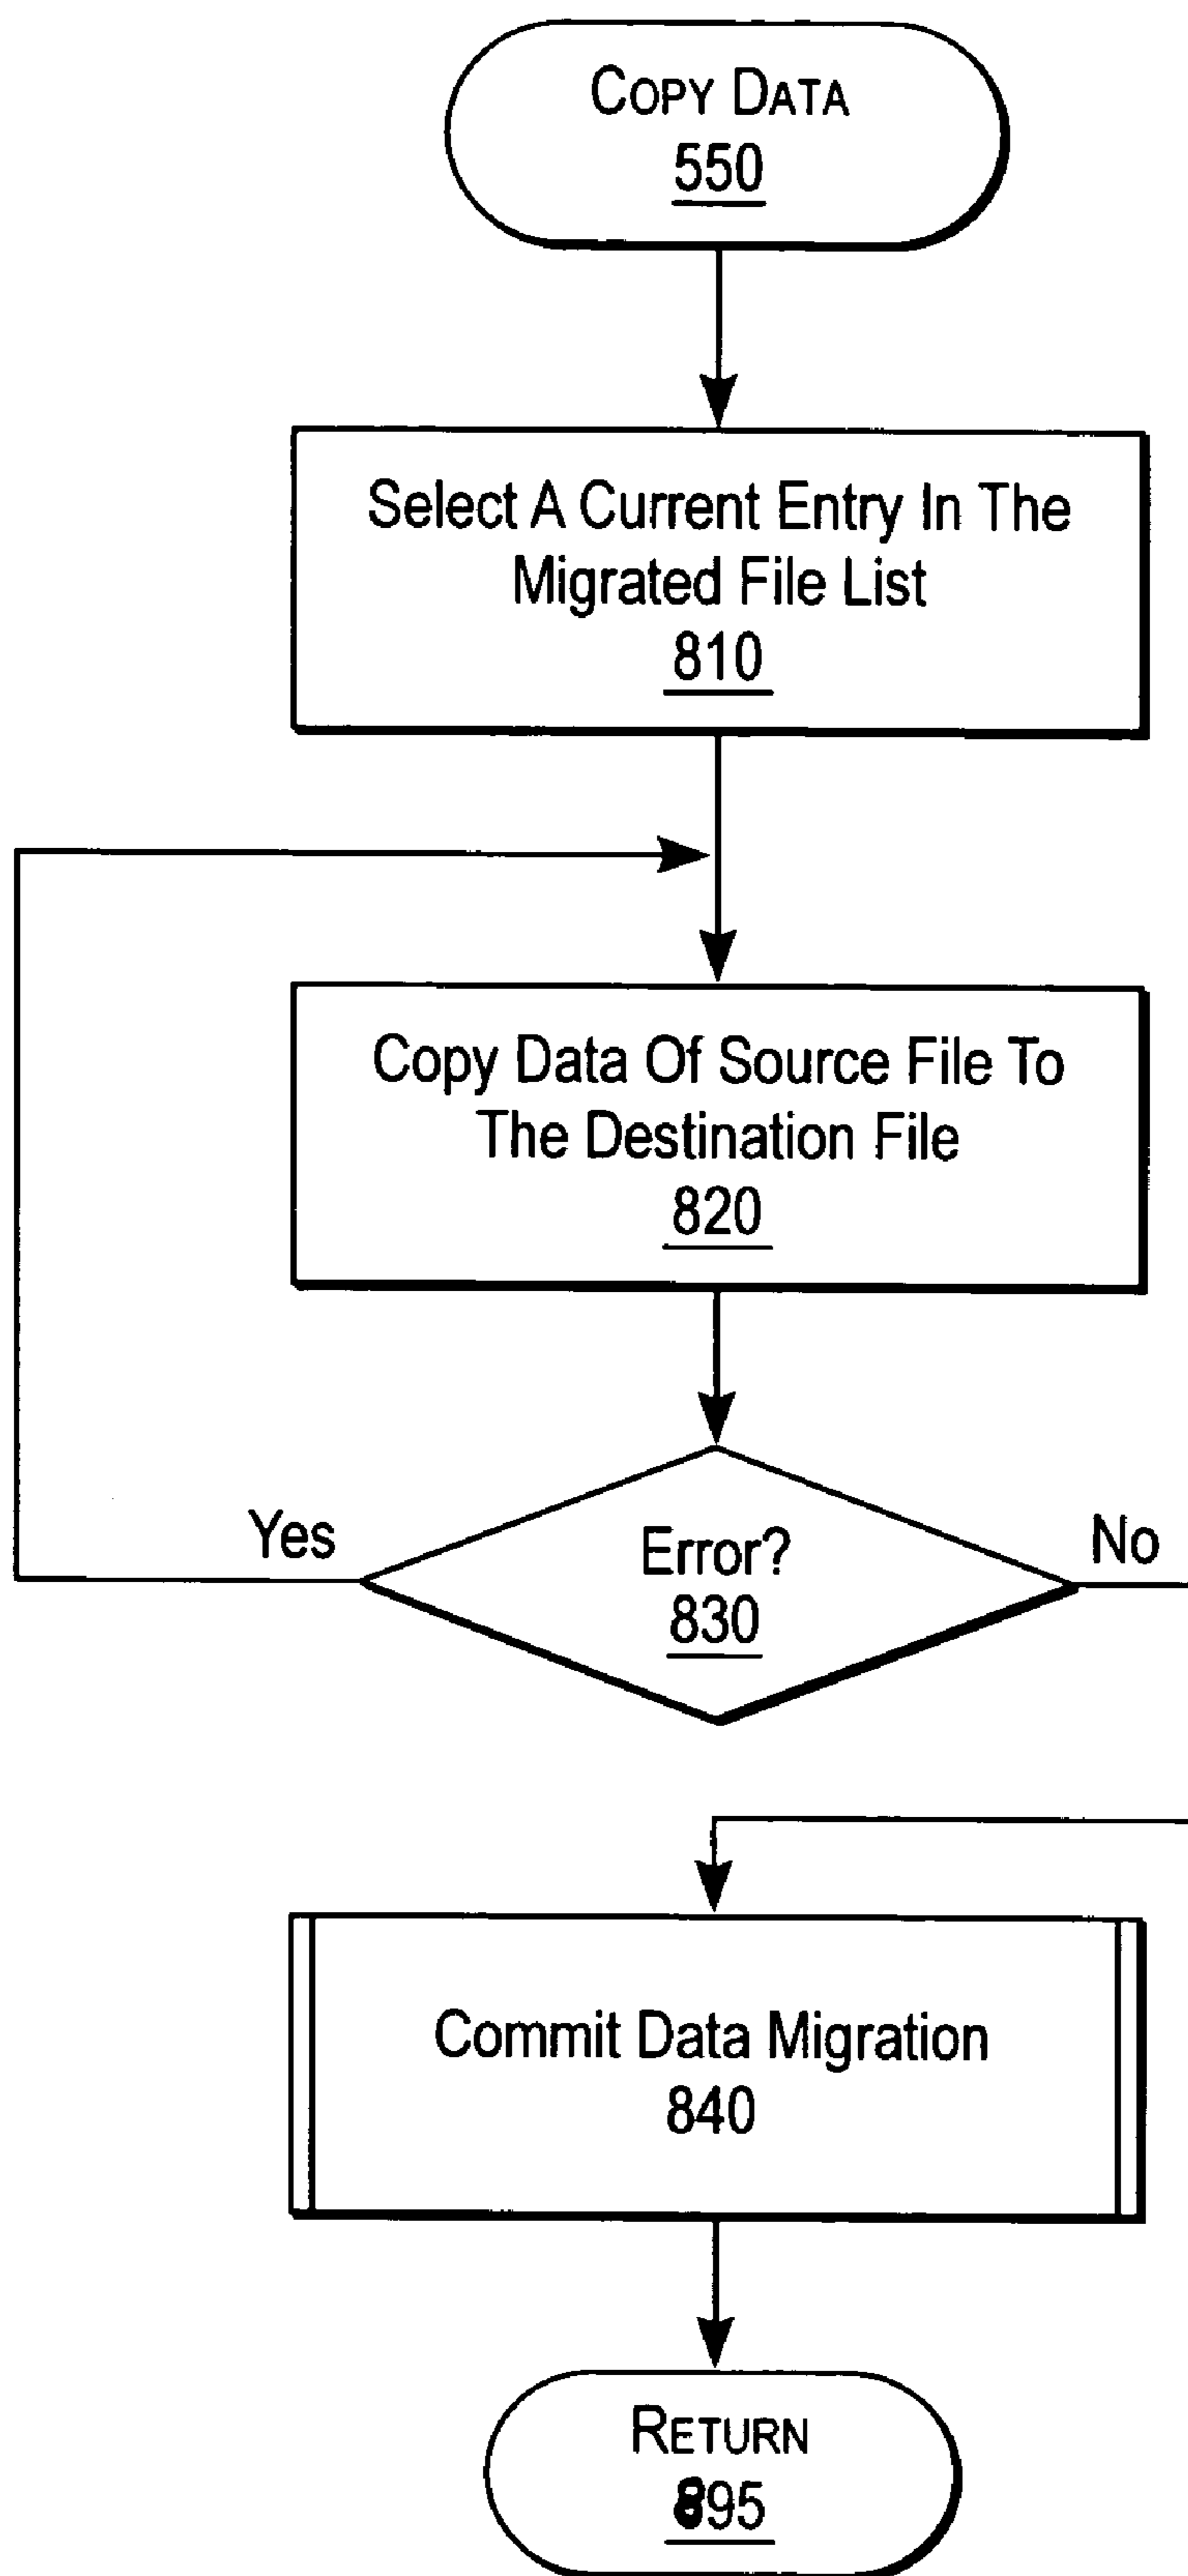 COPY DATA
550
Select A Current Entry In The
Migrated File List
810
Copy Data Of Source File To
The Destination File
820
Yes
Error?
No
830
Commit Data Migration
840
RETURN
895